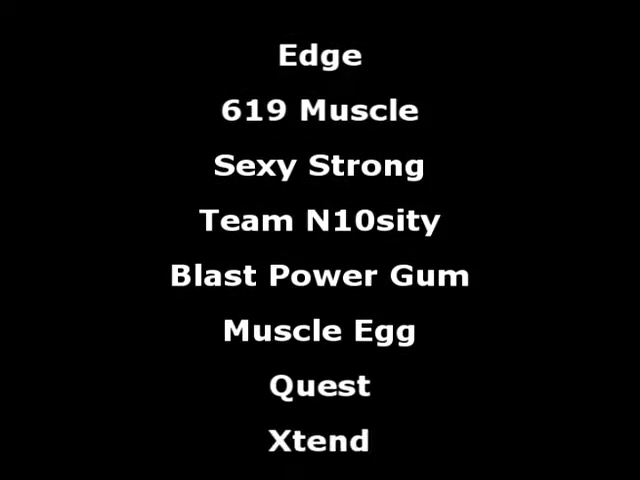 Edge
619 Muscle
Sexy Strong
Team N10sity
Blast Power Gum
Muscle Egg
Quest
Xtend